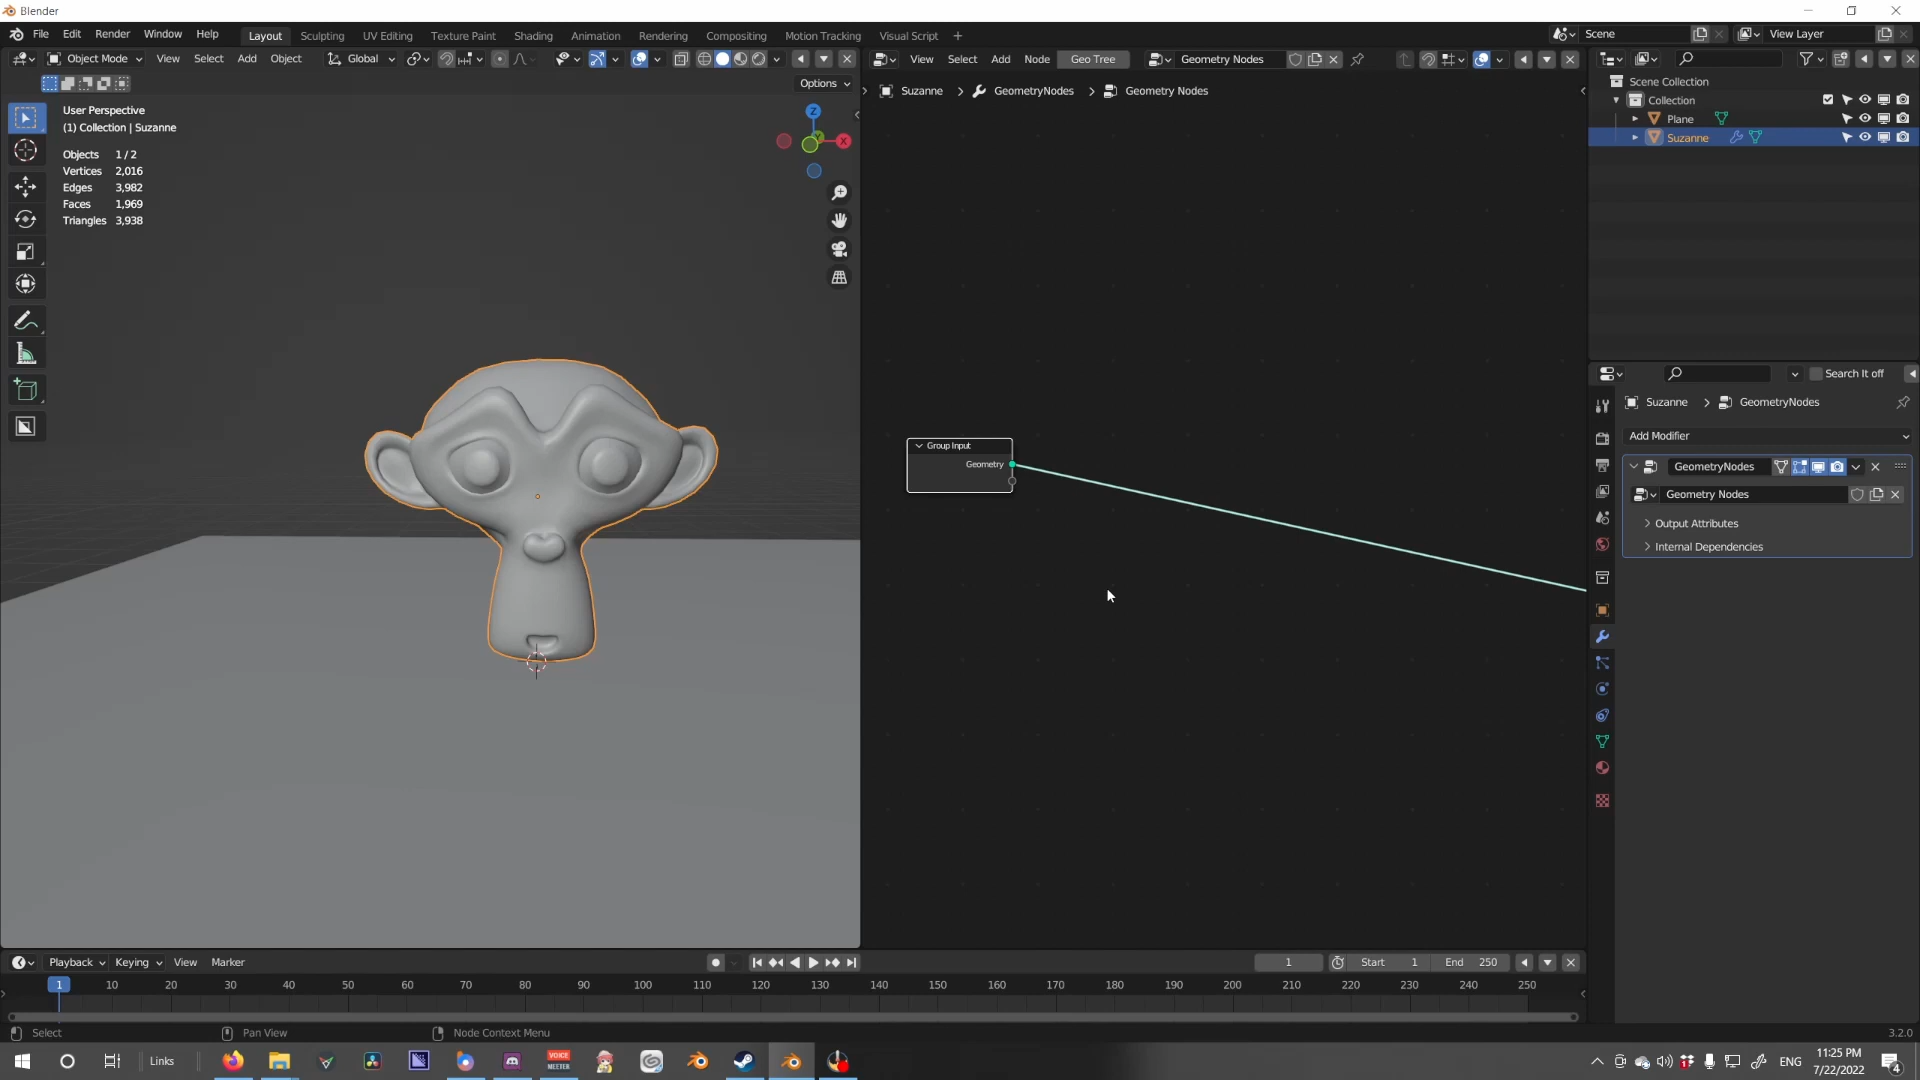 Blender
File Edit Render Window Help Layout Sculpting UV Editing Texture Paint Shading Animation Rendering Compositing Motion Tracking Visual Script + Scene View Layer
Object Mode View Select Add Object Global View Select Add Node Geo Tree Geometry Nodes
Options
Suzanne > GeometryNodes > Geometry Nodes
User Perspective
(1) Collection | Suzanne
Objects 1 / 2
Vertices 2,016
Edges 3,982
Faces 1,969
Triangles 3,938
Z
X
Group Input
Geometry
Scene Collection
Collection
Plane
Suzanne
Search It off
Suzanne > GeometryNodes
Add Modifier
GeometryNodes
Geometry Nodes
Output Attributes
Internal Dependencies
Playback Keying View Marker 1 Start 1 End 250
1 10 20 30 40 50 60 70 80 90 100 110 120 130 140 150 160 170 180 190 200 210 220 230 240 250
Select Pan View Node Context Menu 3.2.0
Links VOICE MEETER ENG 11:25 PM
7/22/2022 4